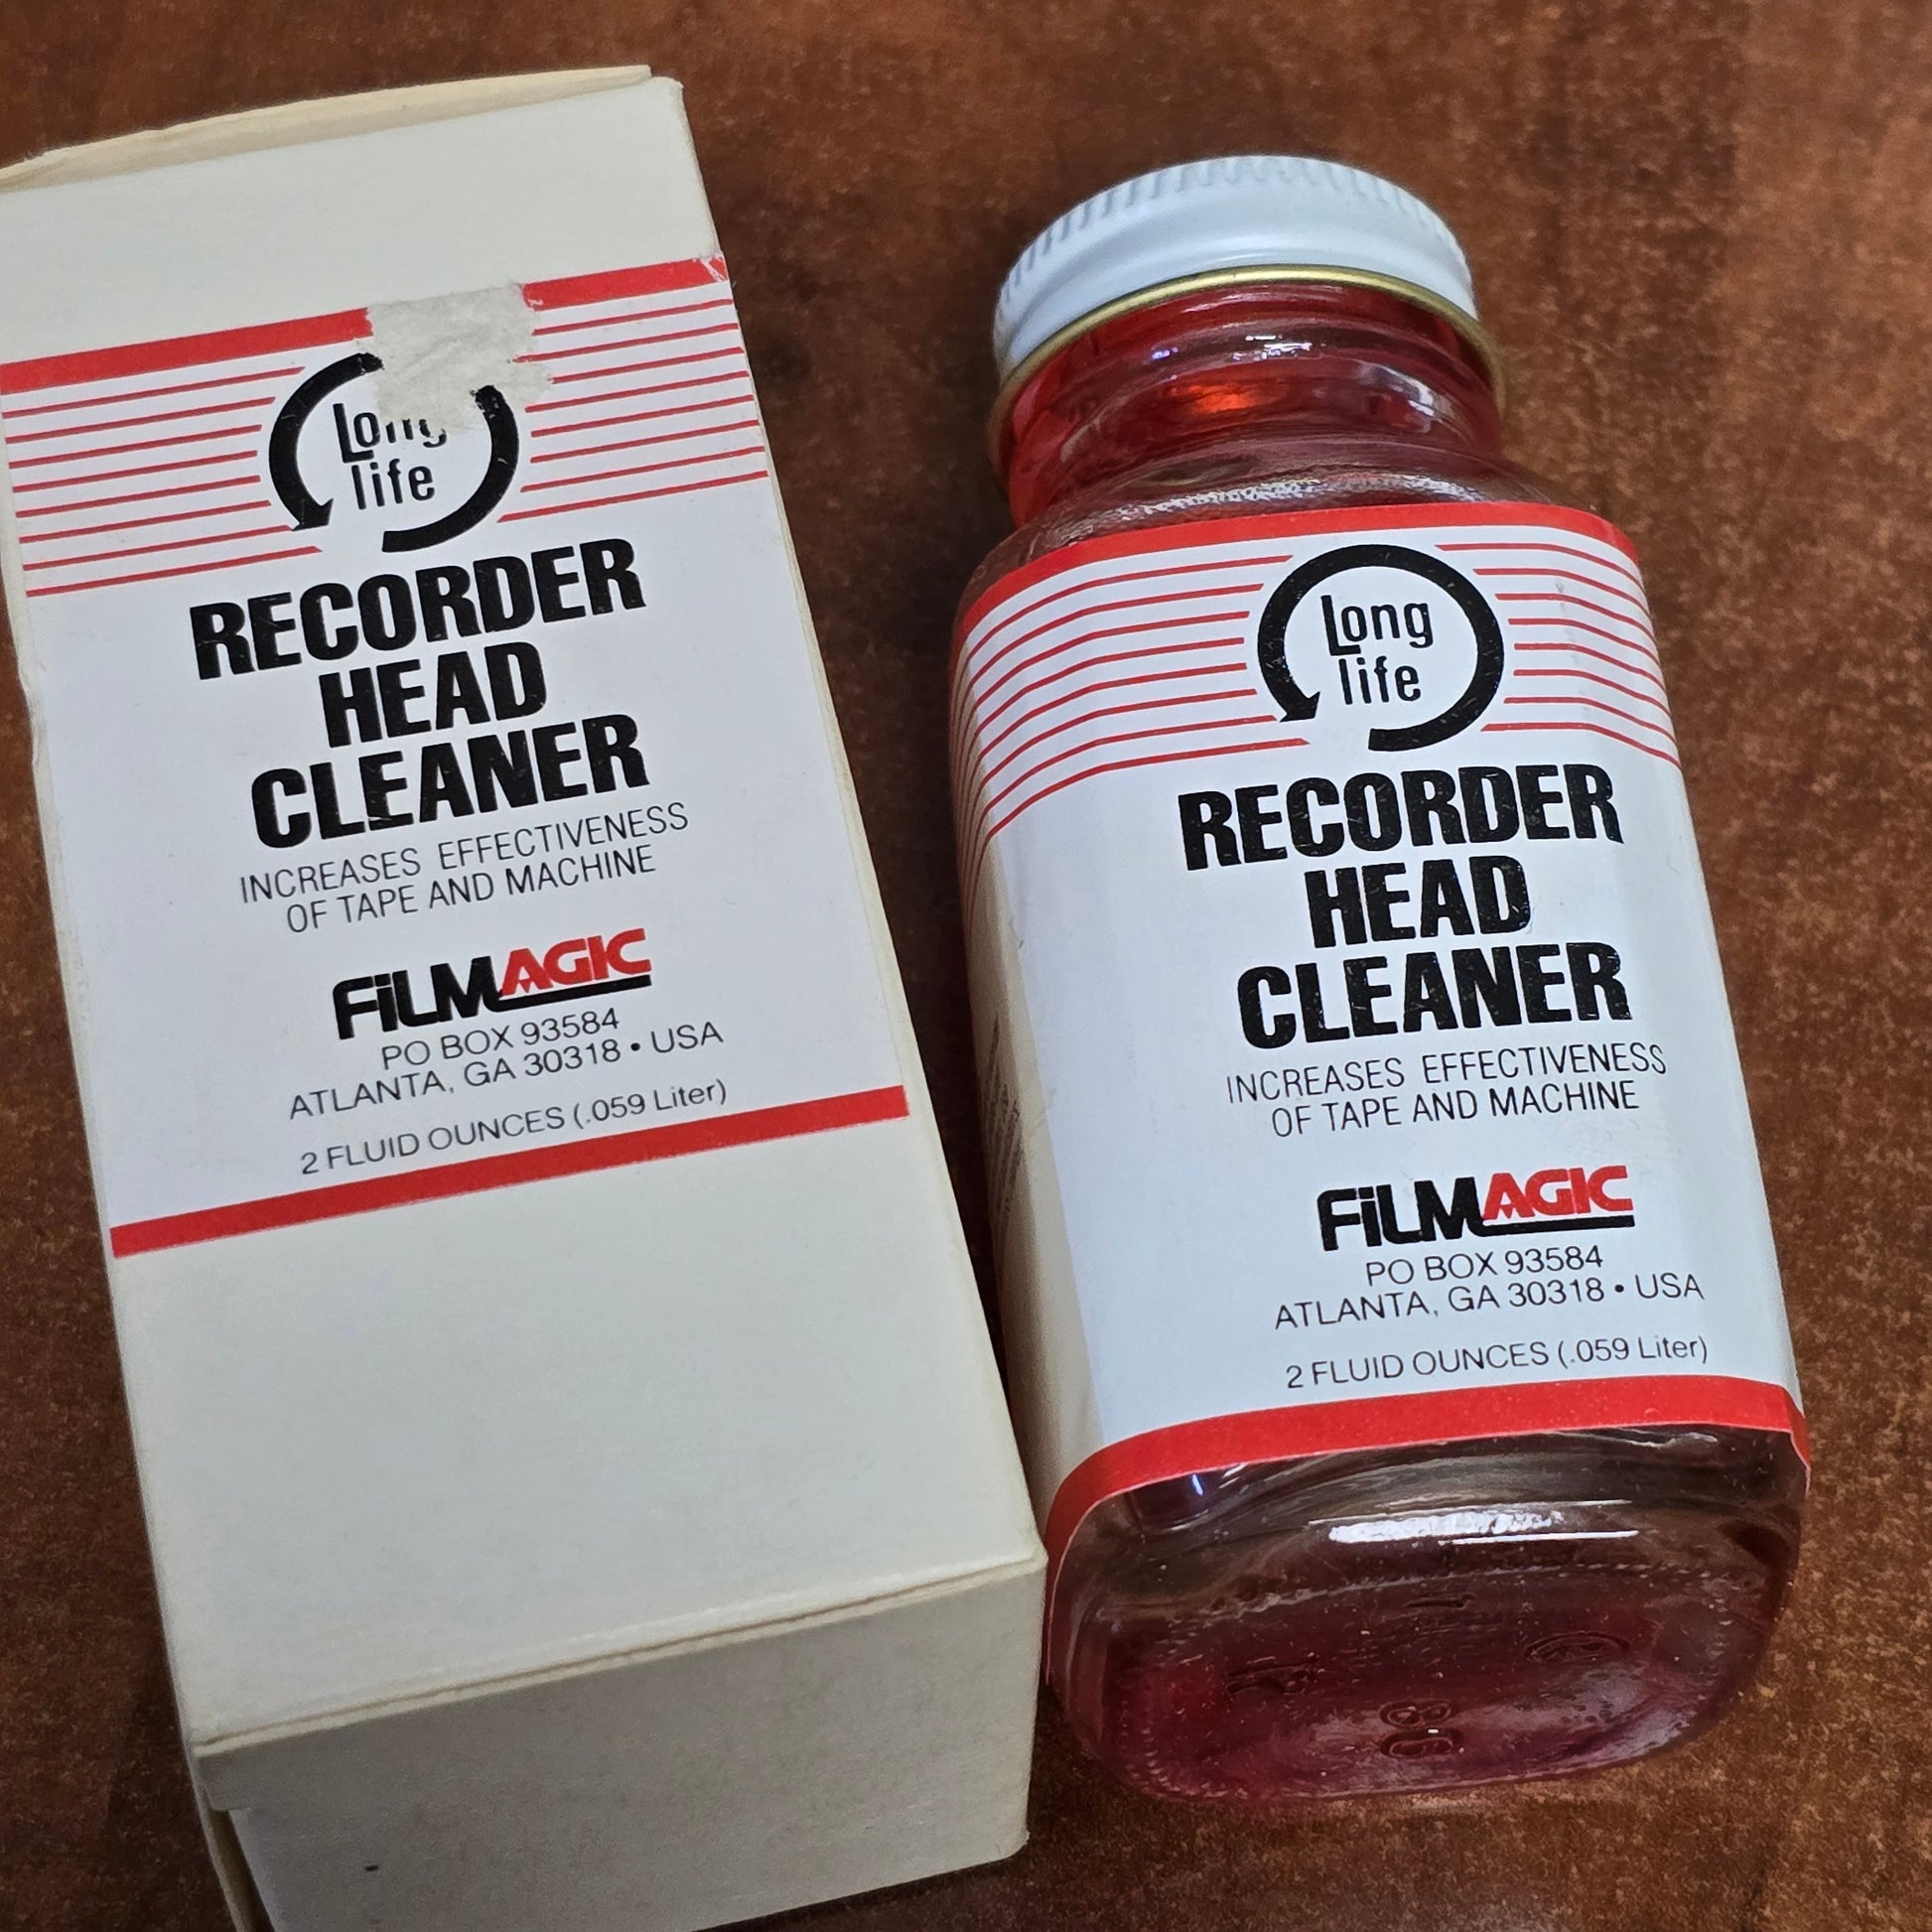 Long
life
RECORDER
HEAD
CLEANER
INCREASES EFFECTIVENESS
OF TAPE AND MACHINE
FiLMAGIC
PO BOX 93584
ATLANTA, GA 30318 • USA
2 FLUID OUNCES (.059 Liter)
Long
life
RECORDER
HEAD
CLEANER
INCREASES EFFECTIVENESS
OF TAPE AND MACHINE
FiLMAGIC
PO BOX 93584
ATLANTA, GA 30318 • USA
2 FLUID OUNCES (.059 Liter)